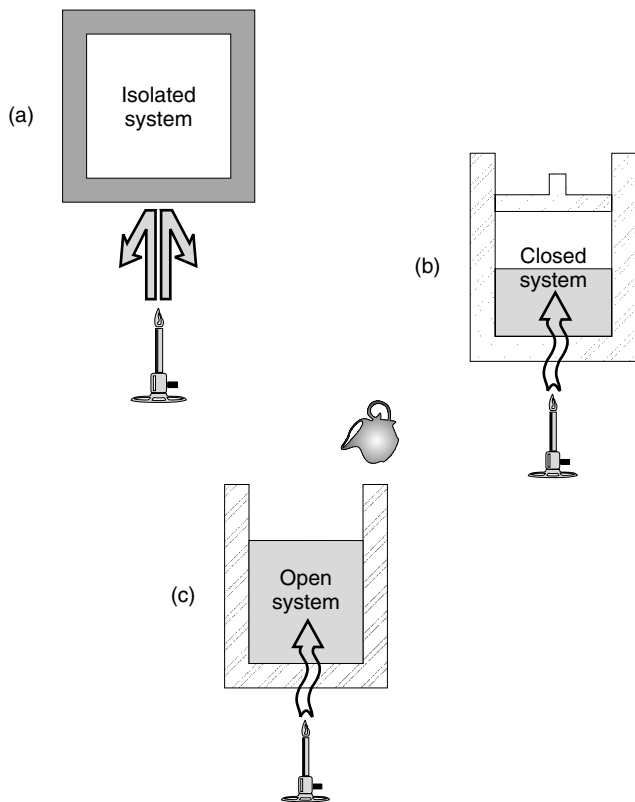 (a)
Isolated
system
(b)
Closed
system
(c)
Open
system